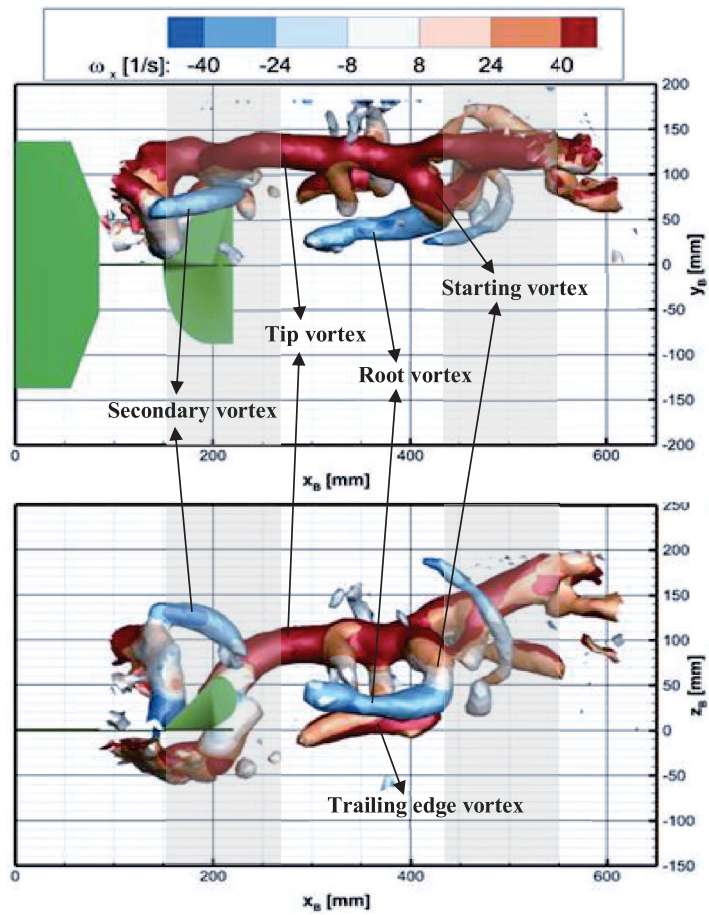 ω x [1/s]: -40 -24 -8 8 24 40
200
150
100
50
0
-50
-100
-150
-200
y_B [mm]
Starting vortex
Tip vortex
Root vortex
Secondary vortex
0 200 400 600
x_B [mm]
250
200
150
100
50
0
-50
-100
-150
z_B [mm]
Trailing edge vortex
0 200 400 600
x_B [mm]